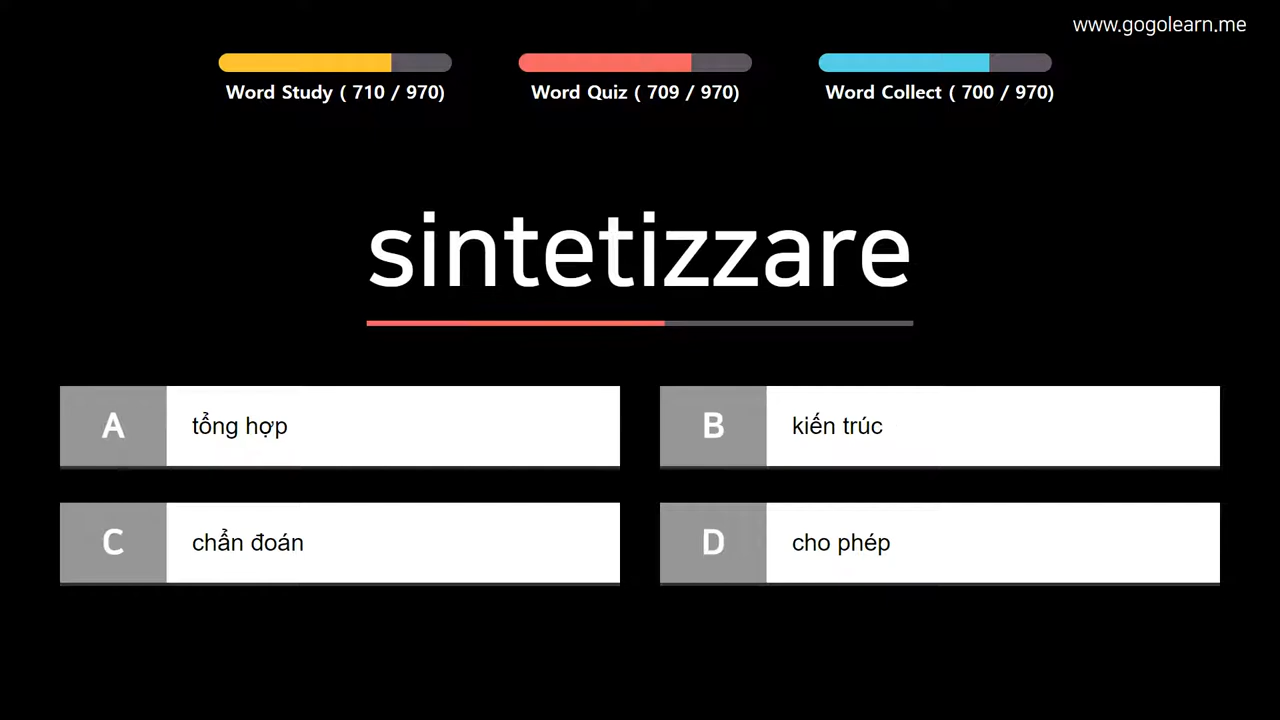 www.gogolearn.me
Word Study ( 710 / 970)
Word Quiz ( 709 / 970)
Word Collect ( 700 / 970)
sintetizzare
A tổng hợp
B kiến trúc
C chẩn đoán
D cho phép